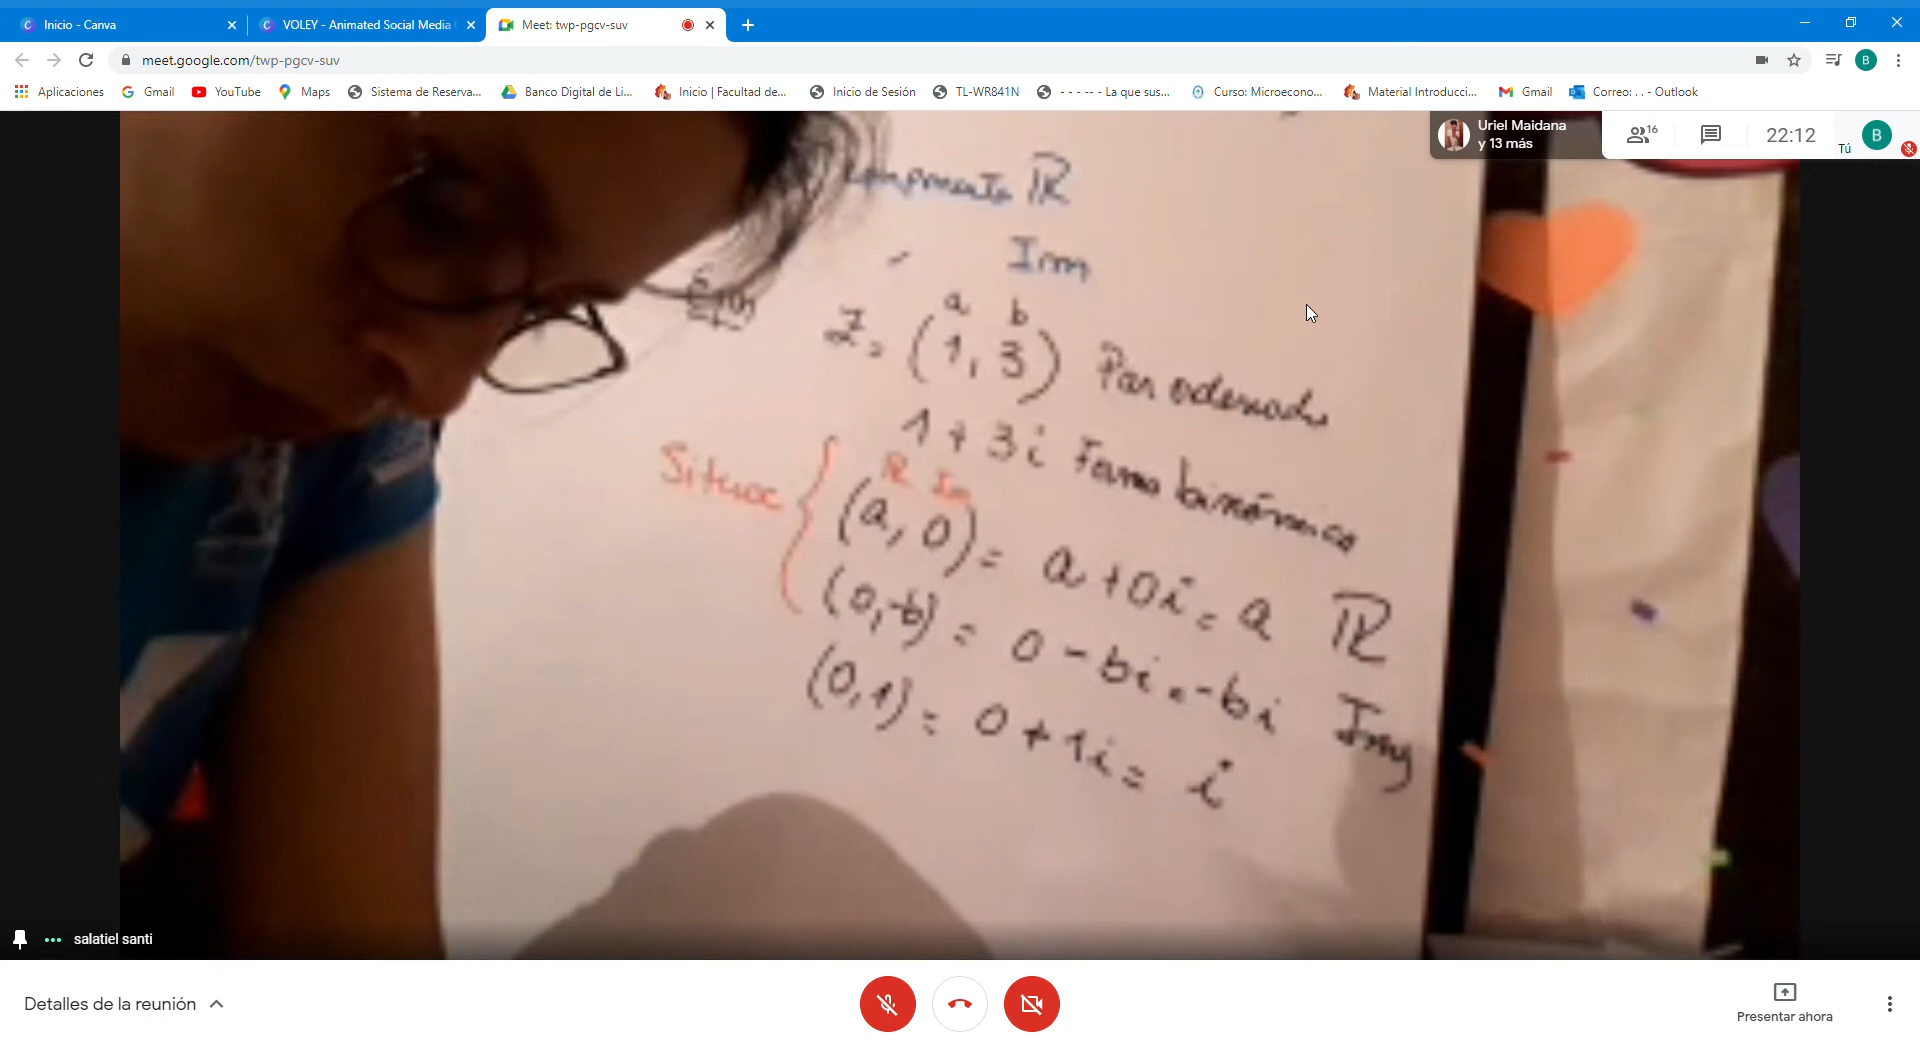 Inicio - Canva
VOLEY - Animated Social Media
Meet: twp-pgcv-suv
meet.google.com/twp-pgcv-suv
B
Aplicaciones
Gmail
YouTube
Maps
Sistema de Reserva...
Banco Digital de Li...
Inicio | Facultad de...
Inicio de Sesión
TL-WR841N
- - - -- - La que sus...
Curso: Microecono...
Material Introducci...
Gmail
Correo: . . - Outlook
Uriel Maidana
y 13 más
16
22:12
Tú
B
ℝ
Im
a b
Z = (1, 3) Par ordenado
1 + 3i Forma binómica
Situac
R Im
(a, 0) = a + 0i = a ℝ
(0, -b) = 0 - bi = -bi Img
(0, 1) = 0 + 1i = i
salatiel santi
Detalles de la reunión
Presentar ahora